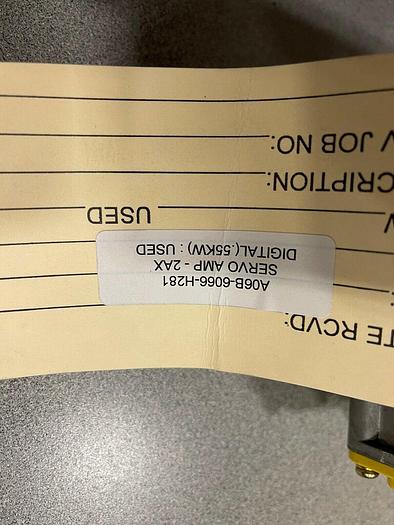 TE RCVD:
A06B-6066-H281
SERVO AMP - 2AX
DIGITAL(.55KW) : USED
USED
CRIPTION:
JOB NO: